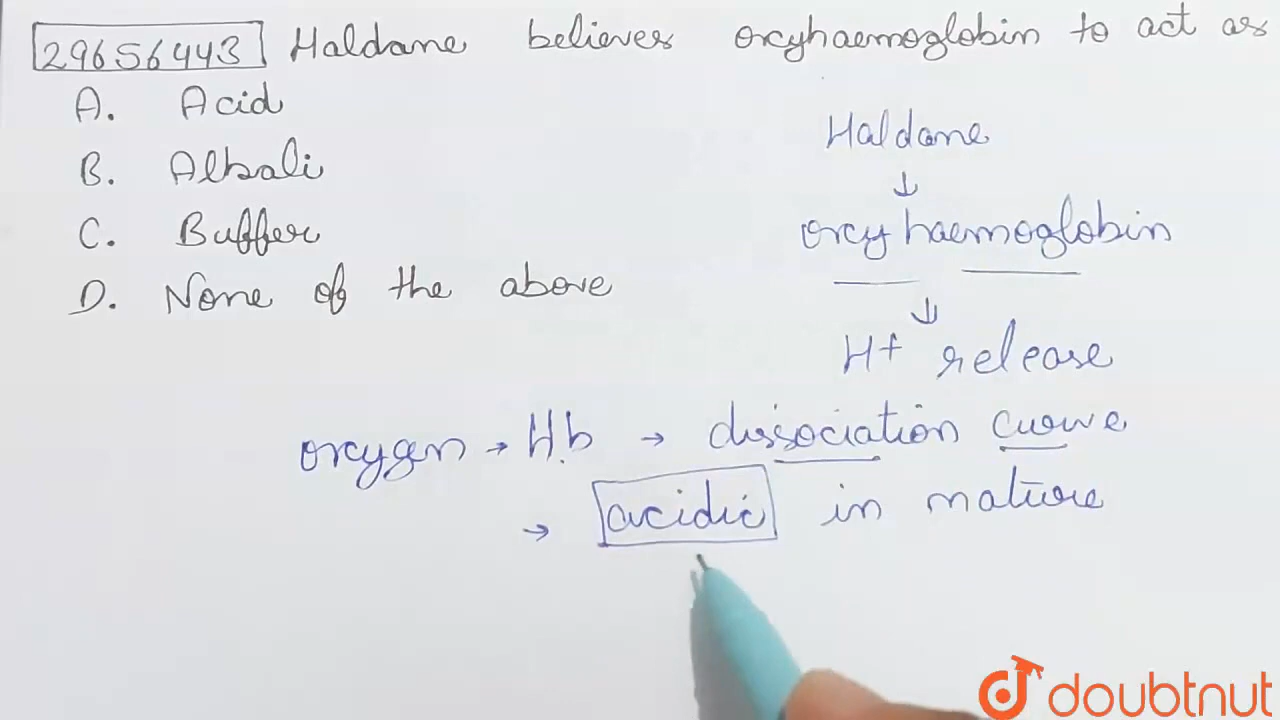 29656443 Haldane believes oxyhaemoglobin to act as
A. Acid
B. Alkali
C. Buffer
D. None of the above
Haldane
↓
oxyhaemoglobin
↓
H+ release
oxygen → H.b → dissociation curve
→ acidic in nature
doubtnut